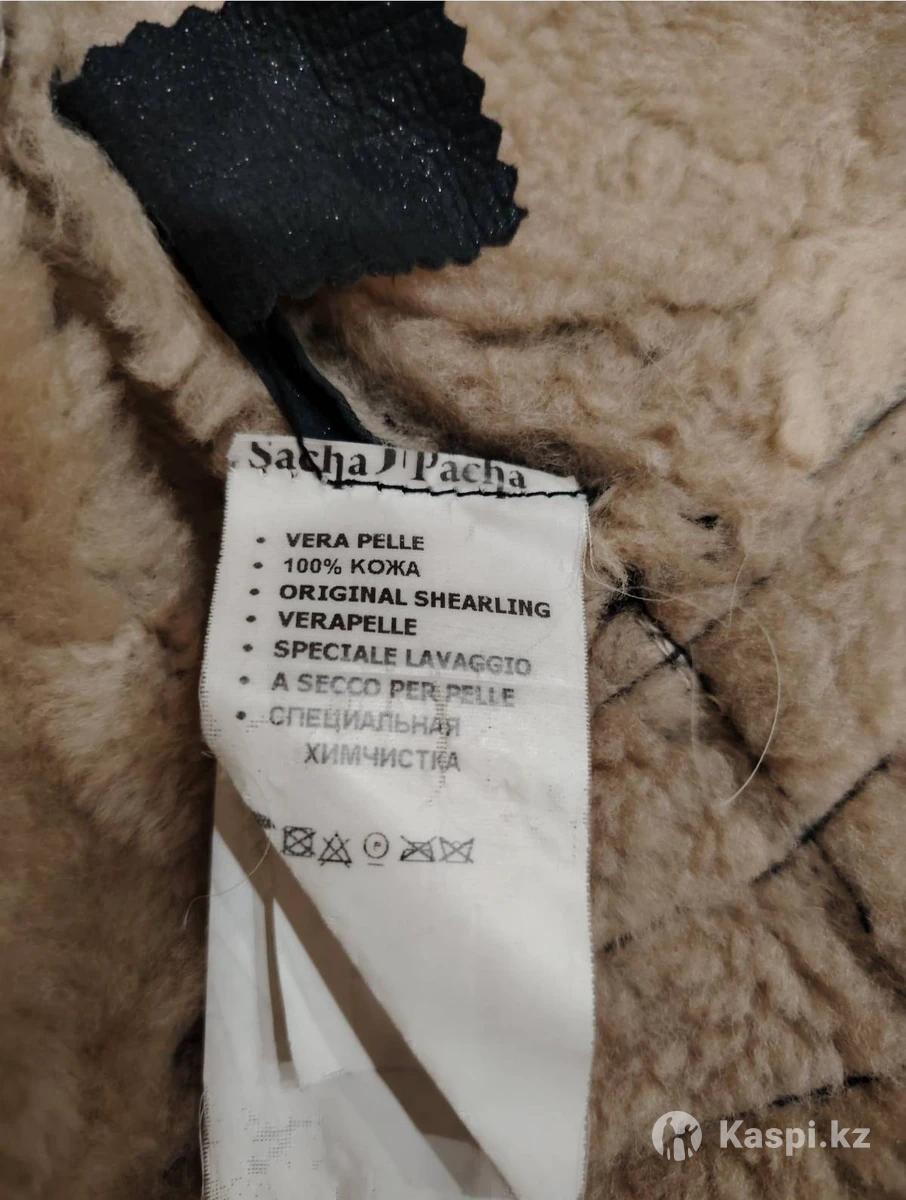 Sacha Pacha
• VERA PELLE
• 100% КОЖА
• ORIGINAL SHEARLING
• VERAPELLE
• SPECIALE LAVAGGIO
• A SECCO PER PELLE
• СПЕЦИАЛЬНАЯ
ХИМЧИСТКА
P
Kaspi.kz